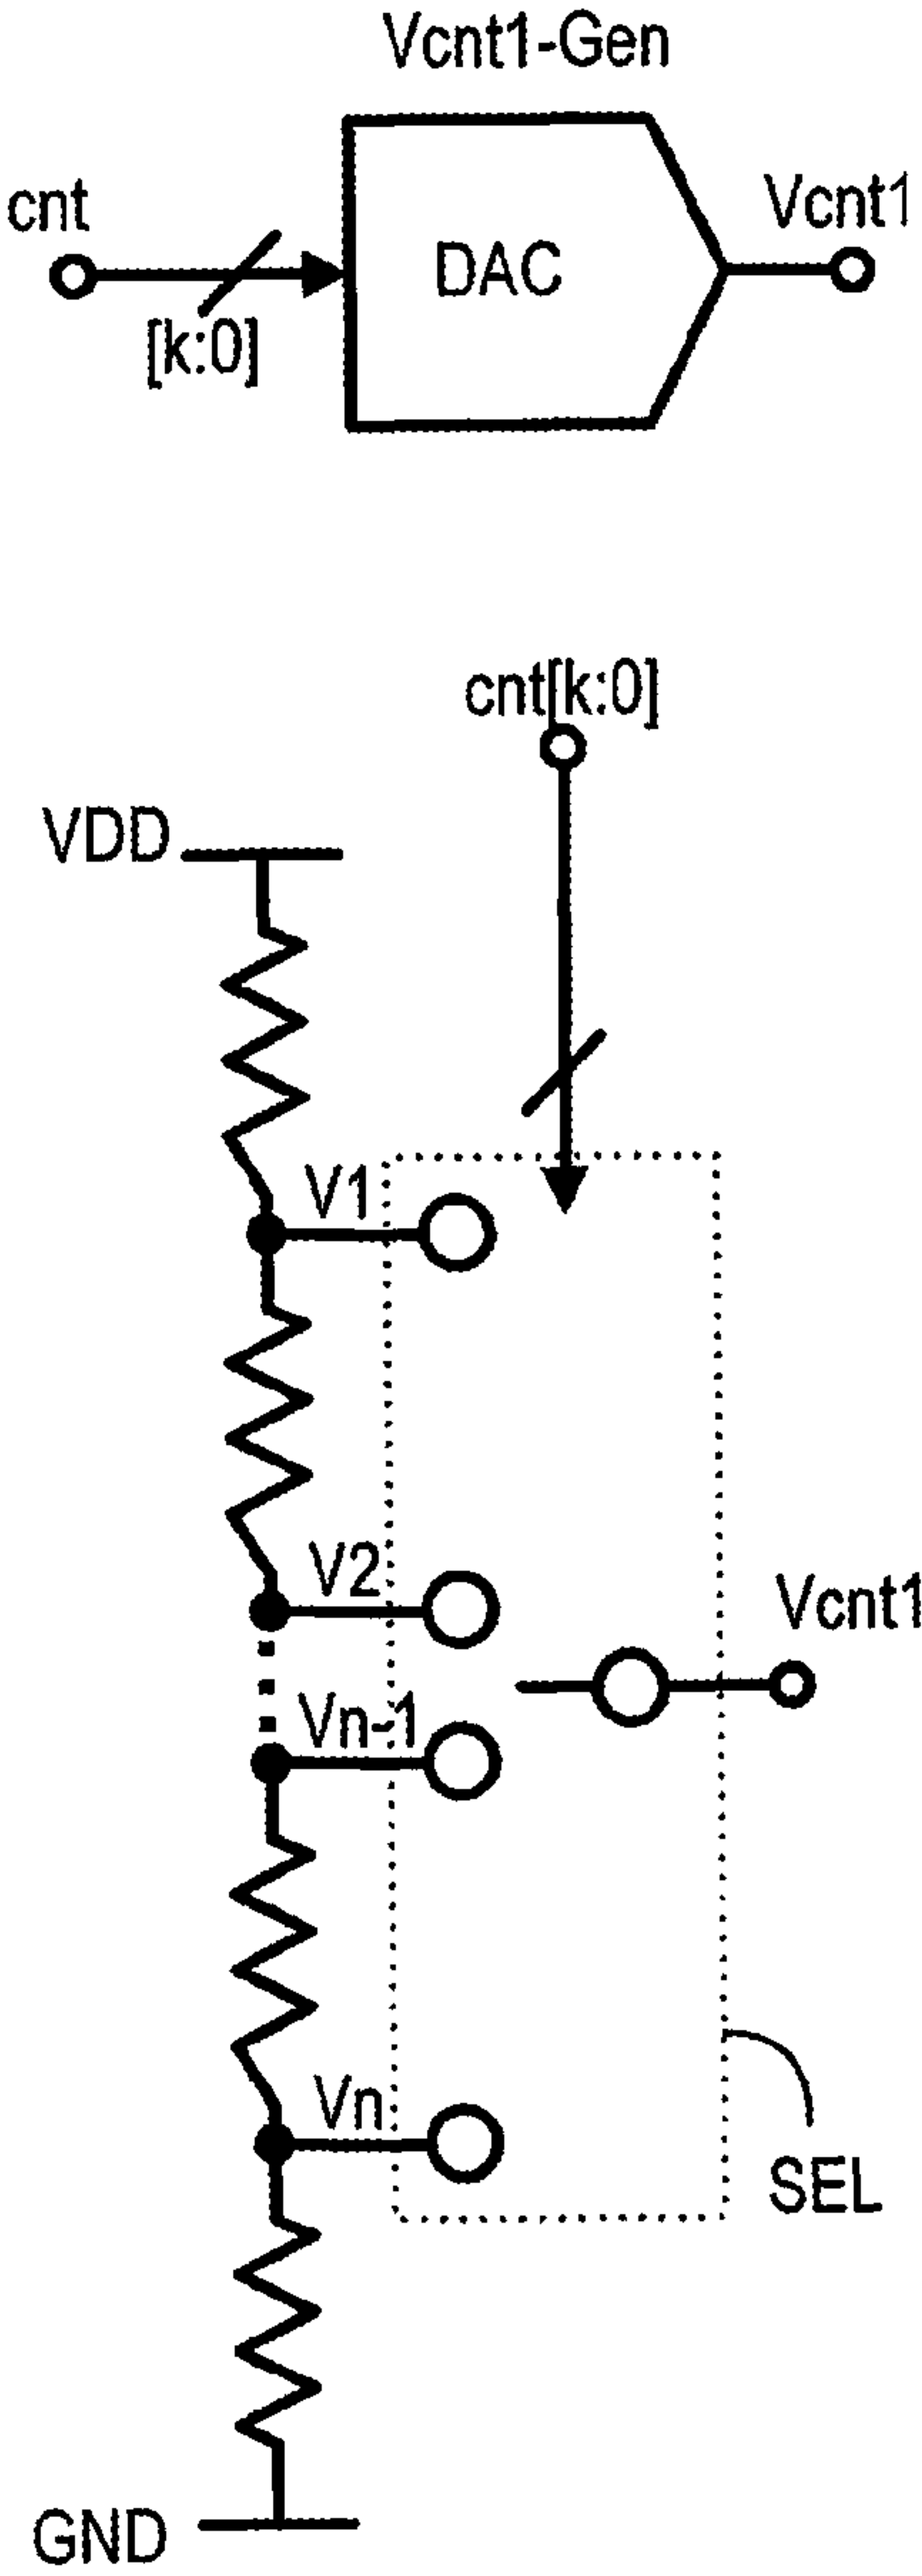 Vcnt1-Gen
cnt
Vcnt1
DAC
[k:0]
cnt[k:0]
VDD
V1
V2
Vcnt1
Vn-1
Vn
SEL
GND